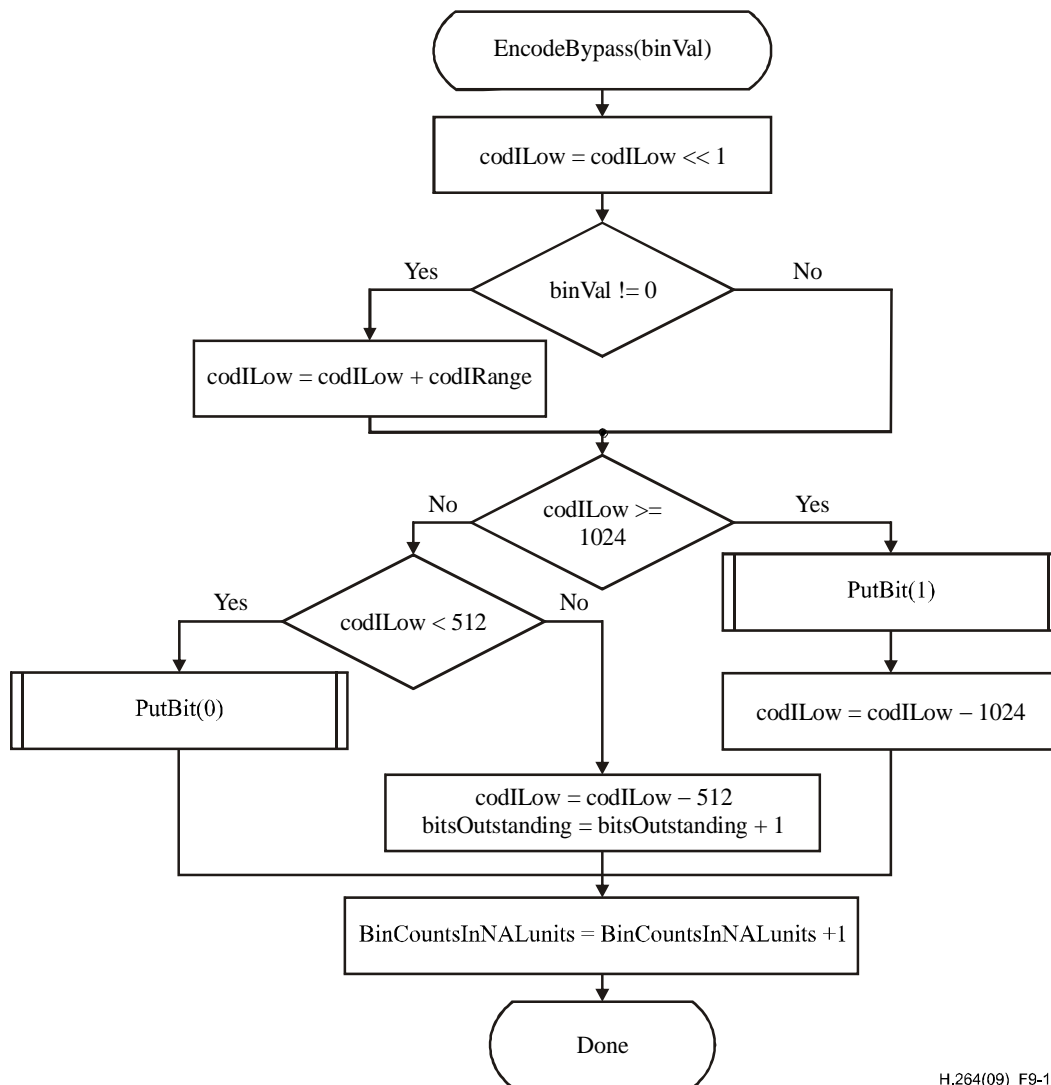 EncodeBypass(binVal)
codILow = codILow << 1
Yes
No
binVal != 0
codILow = codILow + codIRange
No
codILow >=
1024
Yes
Yes
No
codILow < 512
PutBit(1)
PutBit(0)
codILow = codILow – 1024
codILow = codILow – 512
bitsOutstanding = bitsOutstanding + 1
BinCountsInNALunits = BinCountsInNALunits +1
Done
H.264(09)_F9-1